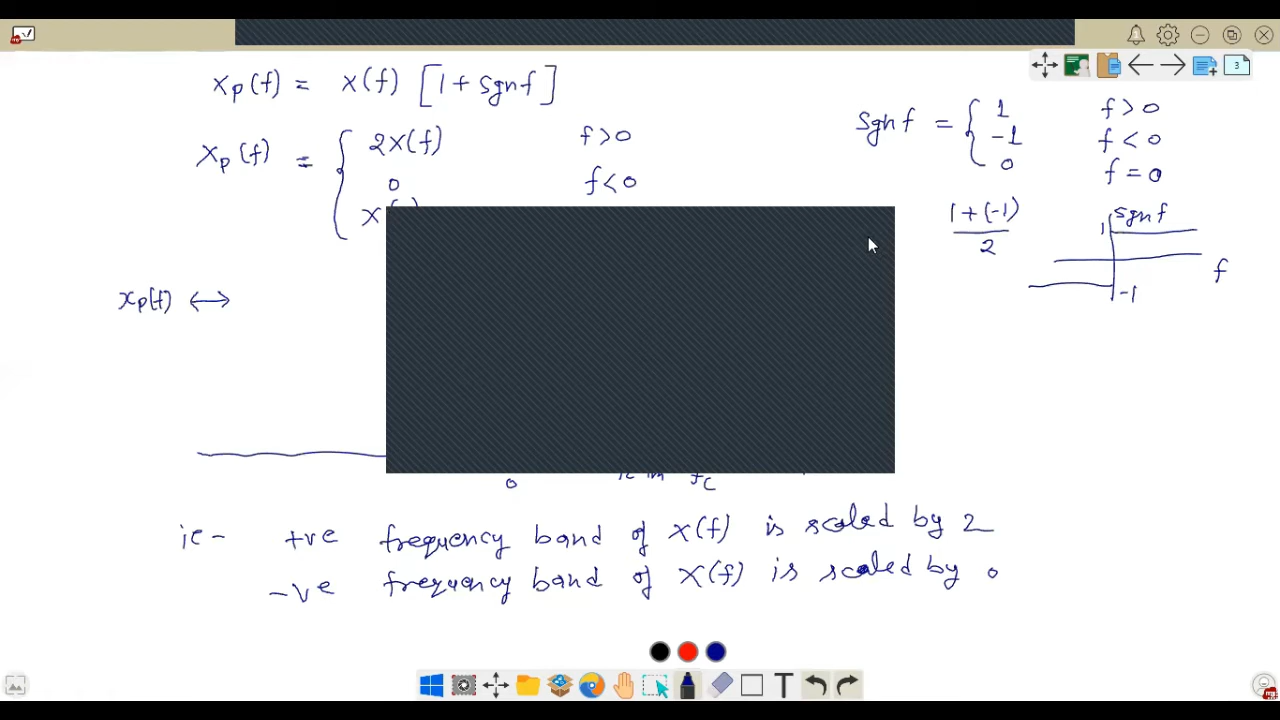 Xp(f) = X(f) [1 + Sgn f]
Xp(f) = { 2X(f) f>0
0 f<0
X(
Sgn f = { 1 f>0
-1 f<0
0 f=0
1+(-1)
2
Sgn f
1
f
-1
xp(f) ↔
0
fc
ie - +ve frequency band of X(f) is scaled by 2
-ve frequency band of X(f) is scaled by 0
3
T